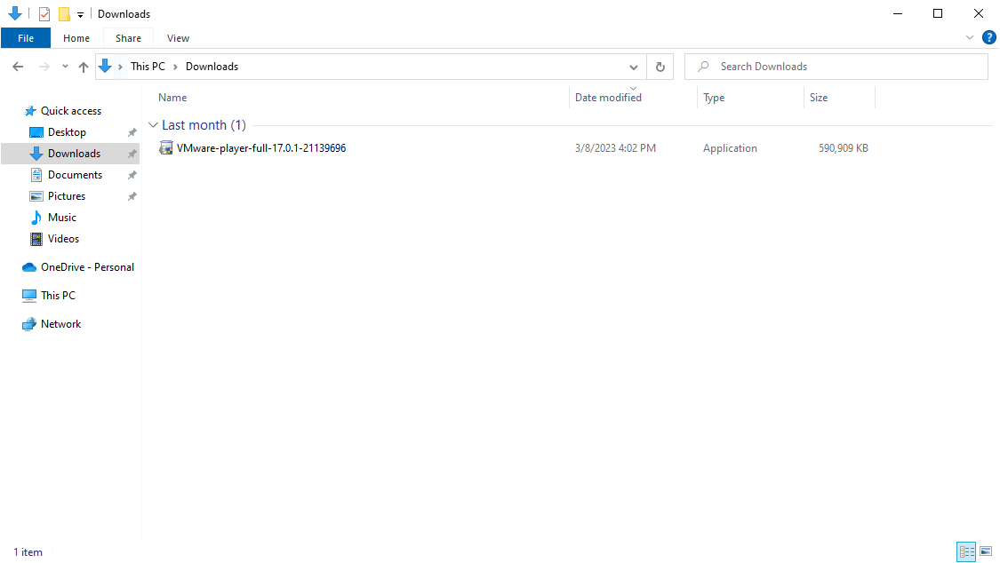 Downloads
File Home Share View ?
This PC > Downloads
Search Downloads
Name Date modified Type Size
Quick access
Desktop
Downloads
Documents
Pictures
Music
Videos
OneDrive - Personal
This PC
Network
Last month (1)
VMware-player-full-17.0.1-21139696 3/8/2023 4:02 PM Application 590,909 KB
1 item